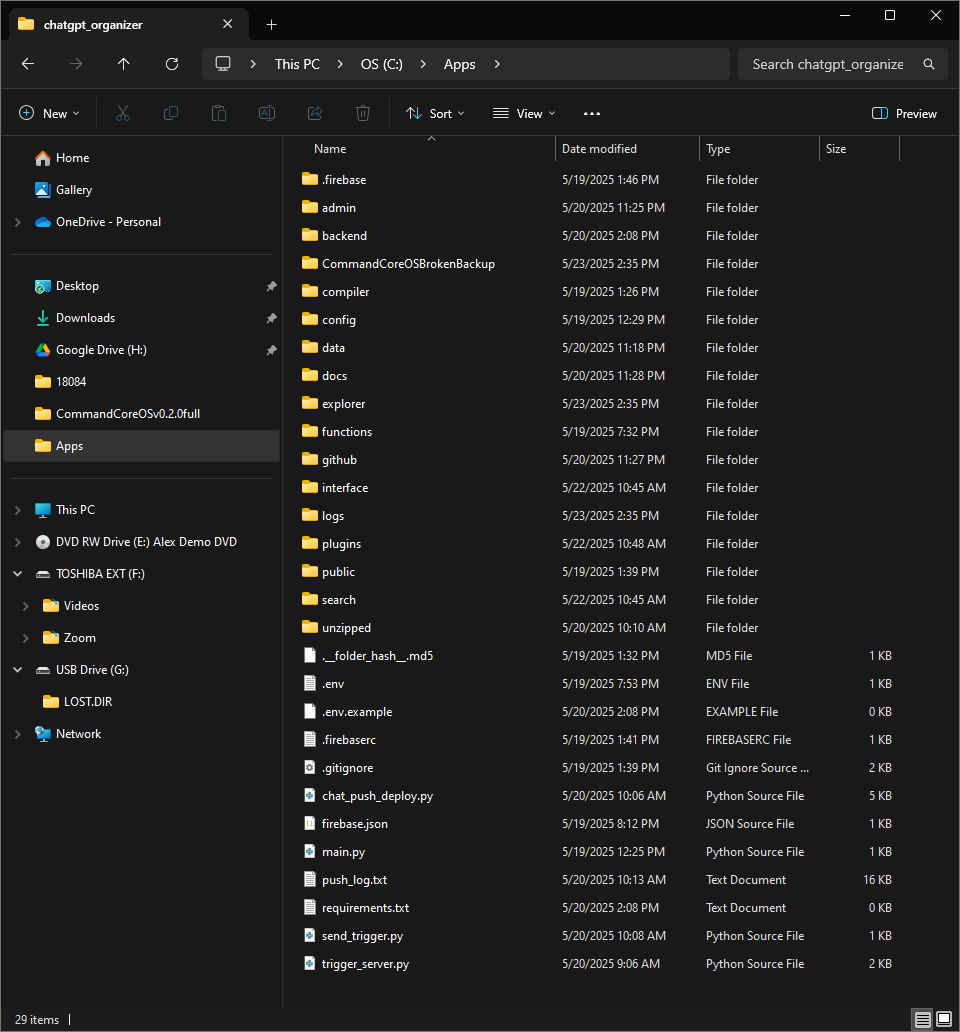 chatgpt_organizer
This PC > OS (C:) > Apps >
Search chatgpt_organize
New Sort View ... Preview
Home
Gallery
OneDrive - Personal
Desktop
Downloads
Google Drive (H:)
18084
CommandCoreOSv0.2.0full
Apps
This PC
DVD RW Drive (E:) Alex Demo DVD
TOSHIBA EXT (F:)
Videos
Zoom
USB Drive (G:)
LOST.DIR
Network
Name Date modified Type Size
.firebase 5/19/2025 1:46 PM File folder
admin 5/20/2025 11:25 PM File folder
backend 5/20/2025 2:08 PM File folder
CommandCoreOSBrokenBackup 5/23/2025 2:35 PM File folder
compiler 5/19/2025 1:26 PM File folder
config 5/19/2025 12:29 PM File folder
data 5/20/2025 11:18 PM File folder
docs 5/20/2025 11:28 PM File folder
explorer 5/23/2025 2:35 PM File folder
functions 5/19/2025 7:32 PM File folder
github 5/20/2025 11:27 PM File folder
interface 5/22/2025 10:45 AM File folder
logs 5/23/2025 2:35 PM File folder
plugins 5/22/2025 10:48 AM File folder
public 5/19/2025 1:39 PM File folder
search 5/22/2025 10:45 AM File folder
unzipped 5/20/2025 10:10 AM File folder
.__folder_hash__.md5 5/19/2025 1:32 PM MD5 File 1 KB
.env 5/19/2025 7:53 PM ENV File 1 KB
.env.example 5/20/2025 2:08 PM EXAMPLE File 0 KB
.firebaserc 5/19/2025 1:41 PM FIREBASERC File 1 KB
.gitignore 5/19/2025 1:39 PM Git Ignore Source ... 2 KB
chat_push_deploy.py 5/20/2025 10:06 AM Python Source File 5 KB
firebase.json 5/19/2025 8:12 PM JSON Source File 1 KB
main.py 5/19/2025 12:25 PM Python Source File 1 KB
push_log.txt 5/20/2025 10:13 AM Text Document 16 KB
requirements.txt 5/20/2025 2:08 PM Text Document 0 KB
send_trigger.py 5/20/2025 10:08 AM Python Source File 1 KB
trigger_server.py 5/20/2025 9:06 AM Python Source File 2 KB
29 items